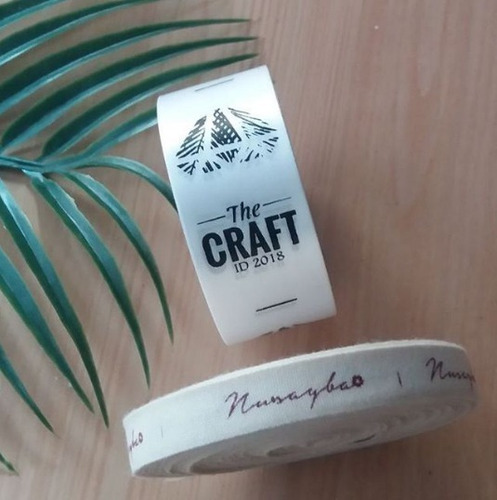 The
CRAFT
ID 2018
Nusaybao